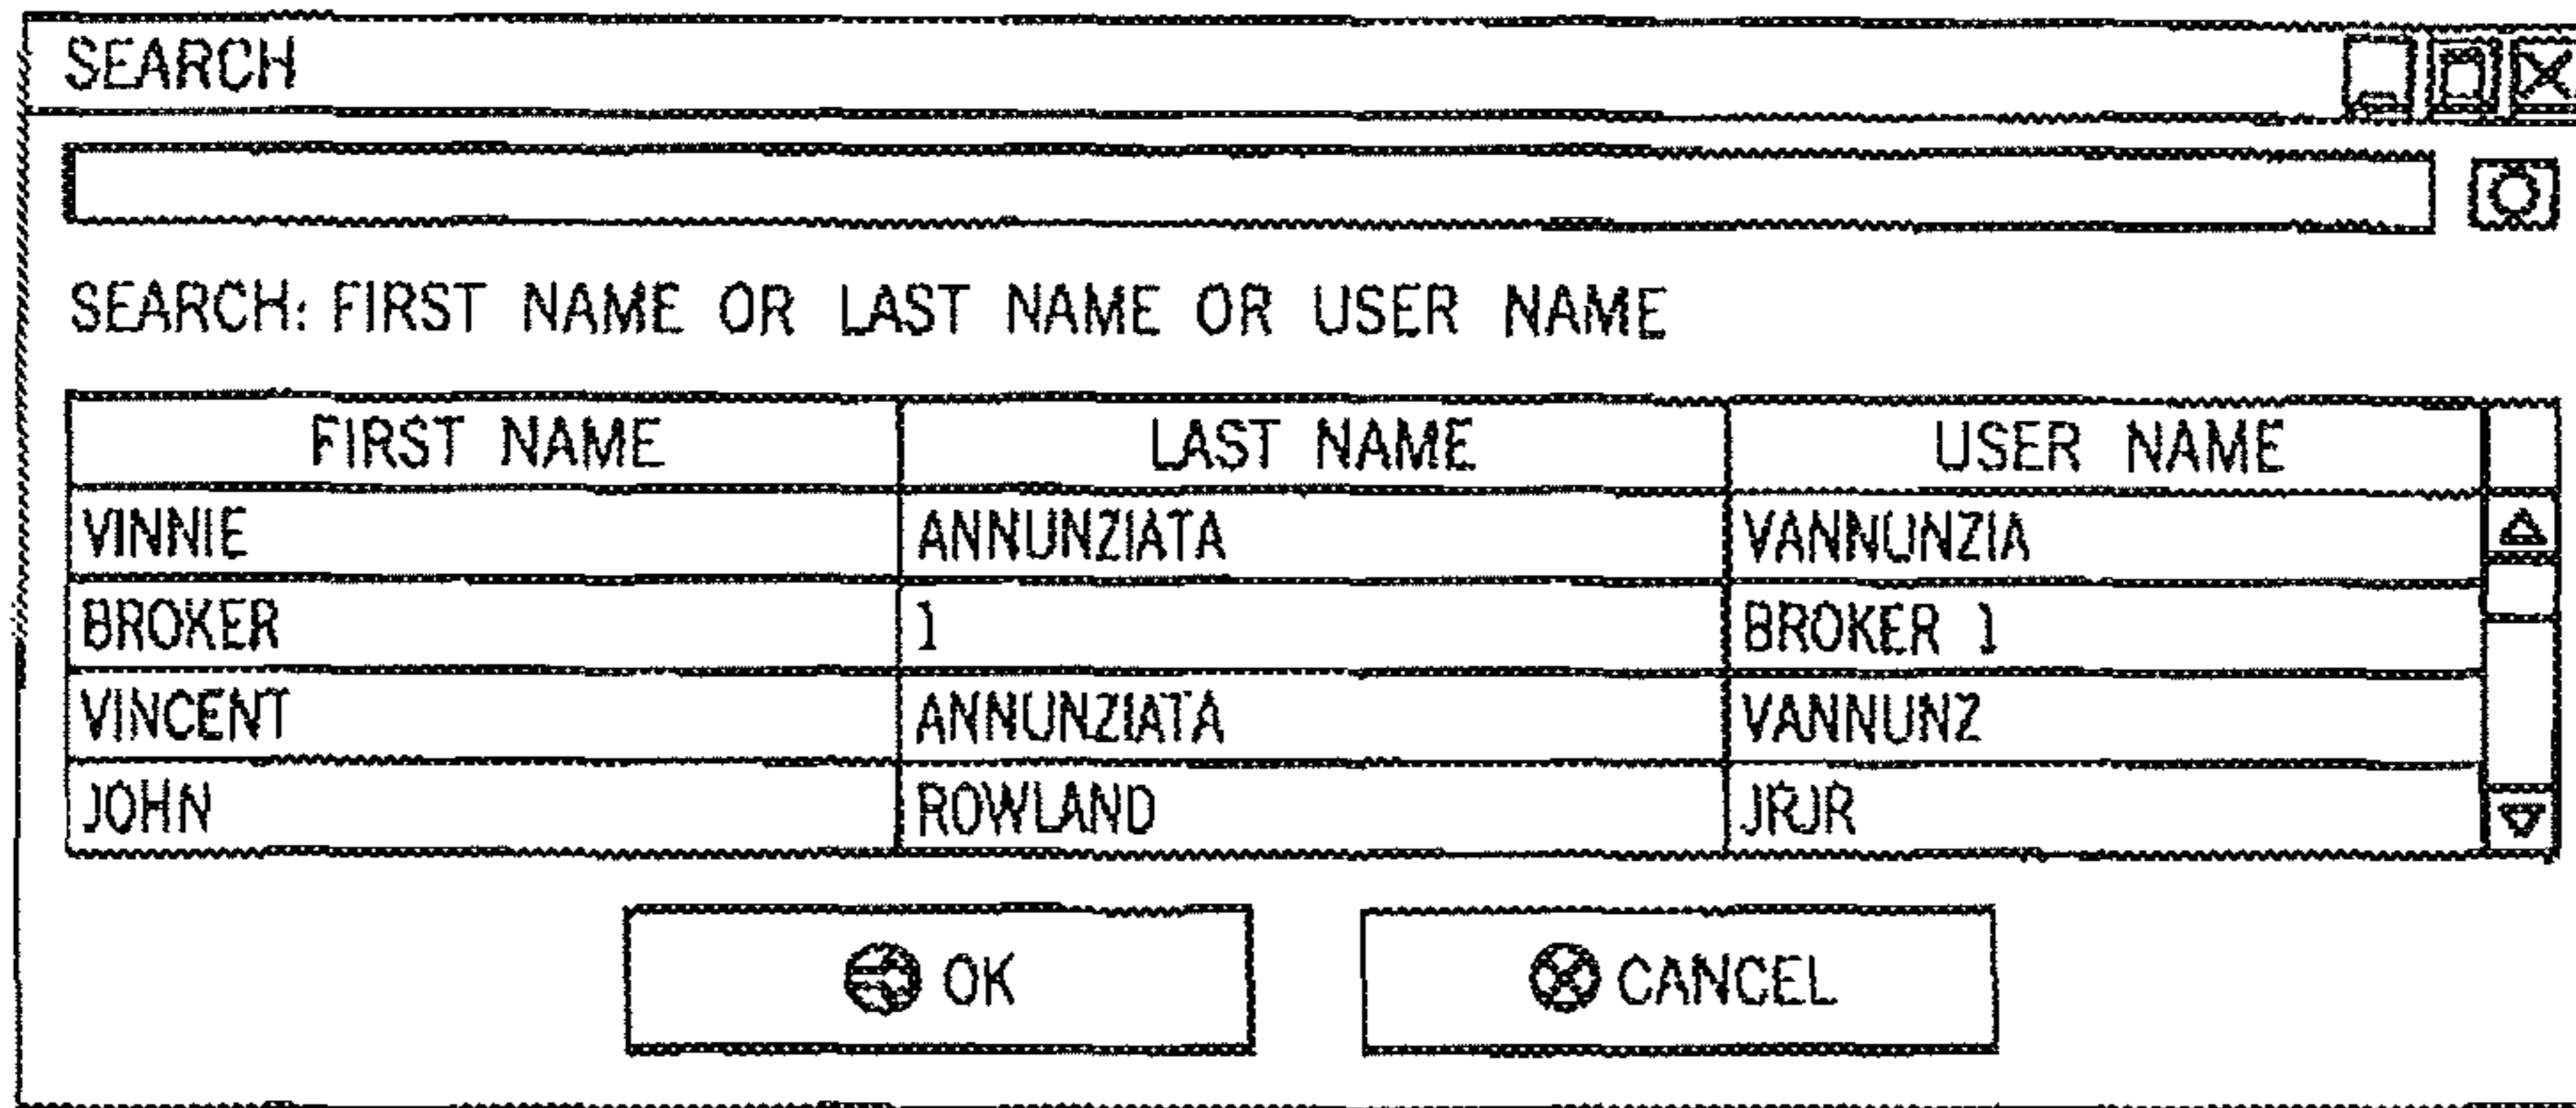 SEARCH
SEARCH: FIRST NAME OR LAST NAME OR USER NAME
FIRST NAME LAST NAME USER NAME
VINNIE ANNUNZIATA VANNUNZIA
BROKER 1 BROKER 1
VINCENT ANNUNZIATA VANNUNZ
JOHN ROWLAND JRJR
OK CANCEL